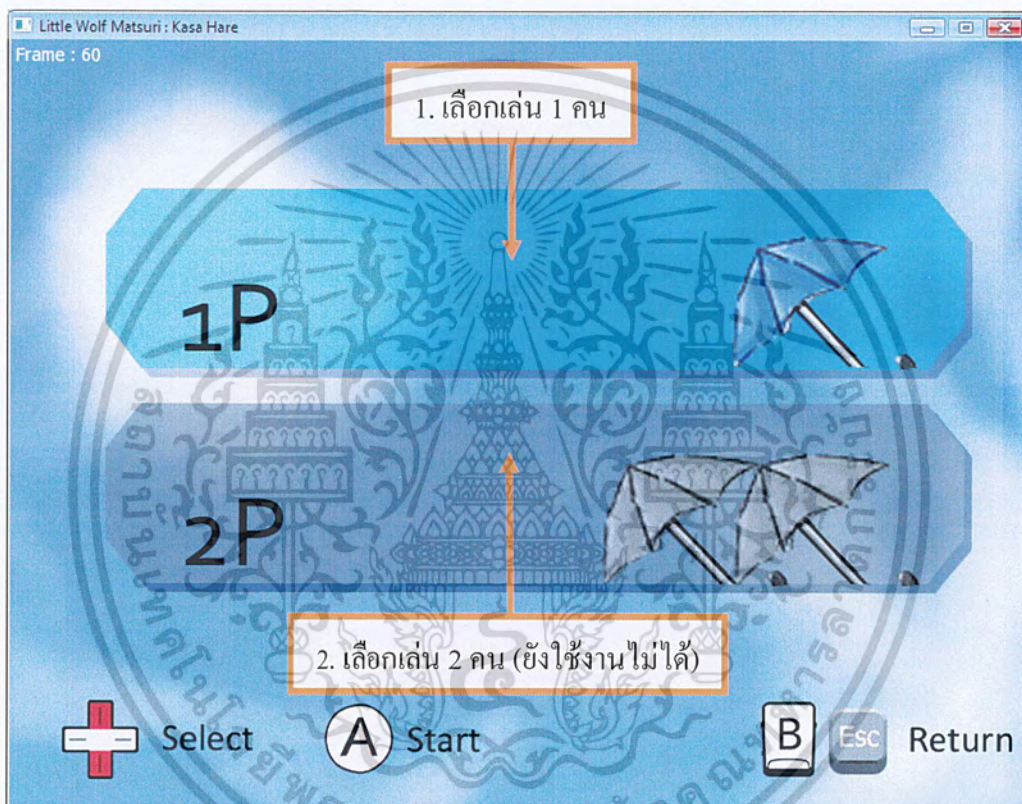 Little Wolf Matsuri : Kasa Hare
Frame : 60
1. เลือกเล่น 1 คน
1P
2P
2. เลือกเล่น 2 คน (ยังใช้งานไม่ได้)
Select
A Start
B Esc Return